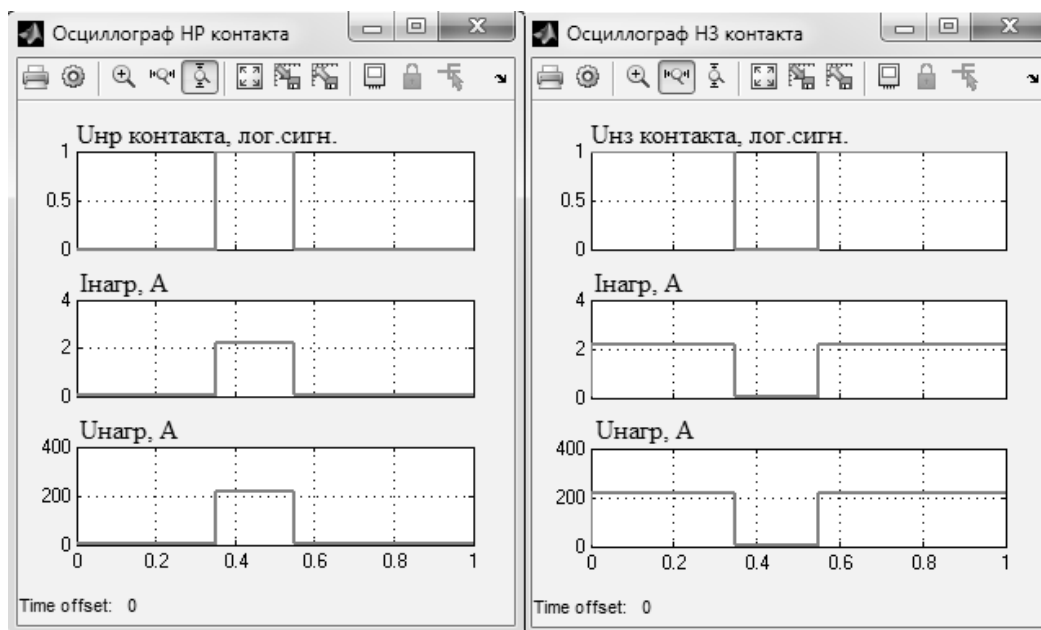 Осциллограф НР контакта
Uнр контакта, лог.сигн.
1
0.5
0
Iнагр, А
4
2
0
Uнагр, А
400
200
0
0 0.2 0.4 0.6 0.8 1
Time offset: 0
Осциллограф НЗ контакта
Uнз контакта, лог.сигн.
1
0.5
0
Iнагр, А
4
2
0
Uнагр, А
400
200
0
0 0.2 0.4 0.6 0.8 1
Time offset: 0